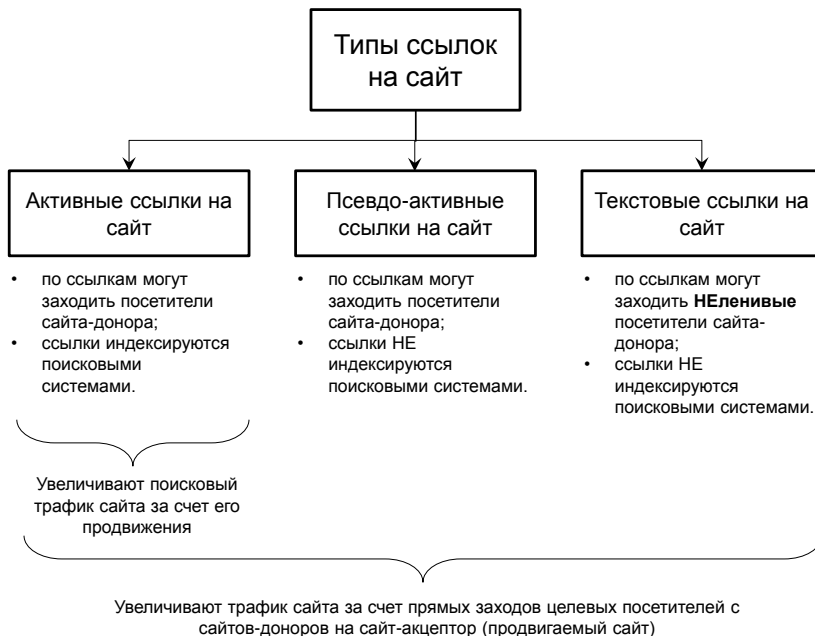 Типы ссылок
на сайт
Активные ссылки на
сайт
• по ссылкам могут
заходить посетители
сайта-донора;
• ссылки индексируются
поисковыми
системами.
Псевдо-активные
ссылки на сайт
• по ссылкам могут
заходить посетители
сайта-донора;
• ссылки НЕ
индексируются
поисковыми системами.
Текстовые ссылки на
сайт
• по ссылкам могут
заходить НЕленивые
посетители сайта-
донора;
• ссылки НЕ
индексируются
поисковыми системами.
Увеличивают поисковый
трафик сайта за счет его
продвижения
Увеличивают трафик сайта за счет прямых заходов целевых посетителей с
сайтов-доноров на сайт-акцептор (продвигаемый сайт)